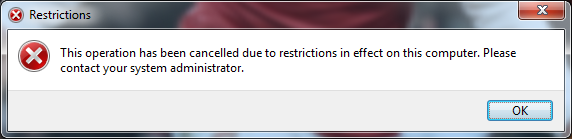 Restrictions
This operation has been cancelled due to restrictions in effect on this computer. Please
contact your system administrator.
OK